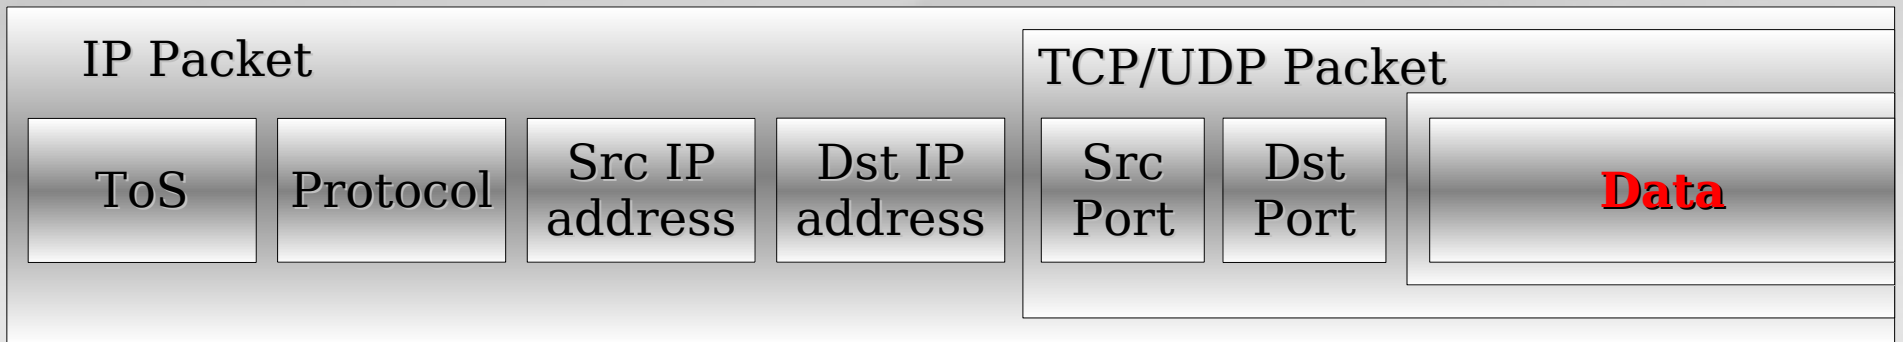 IP Packet
TCP/UDP Packet
ToS
Protocol
Src IP
address
Dst IP
address
Src
Port
Dst
Port
Data